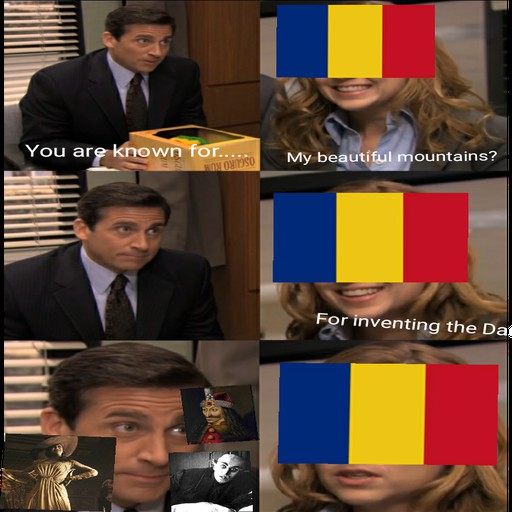 You are known for.....
My beautiful mountains?
For inventing the Da